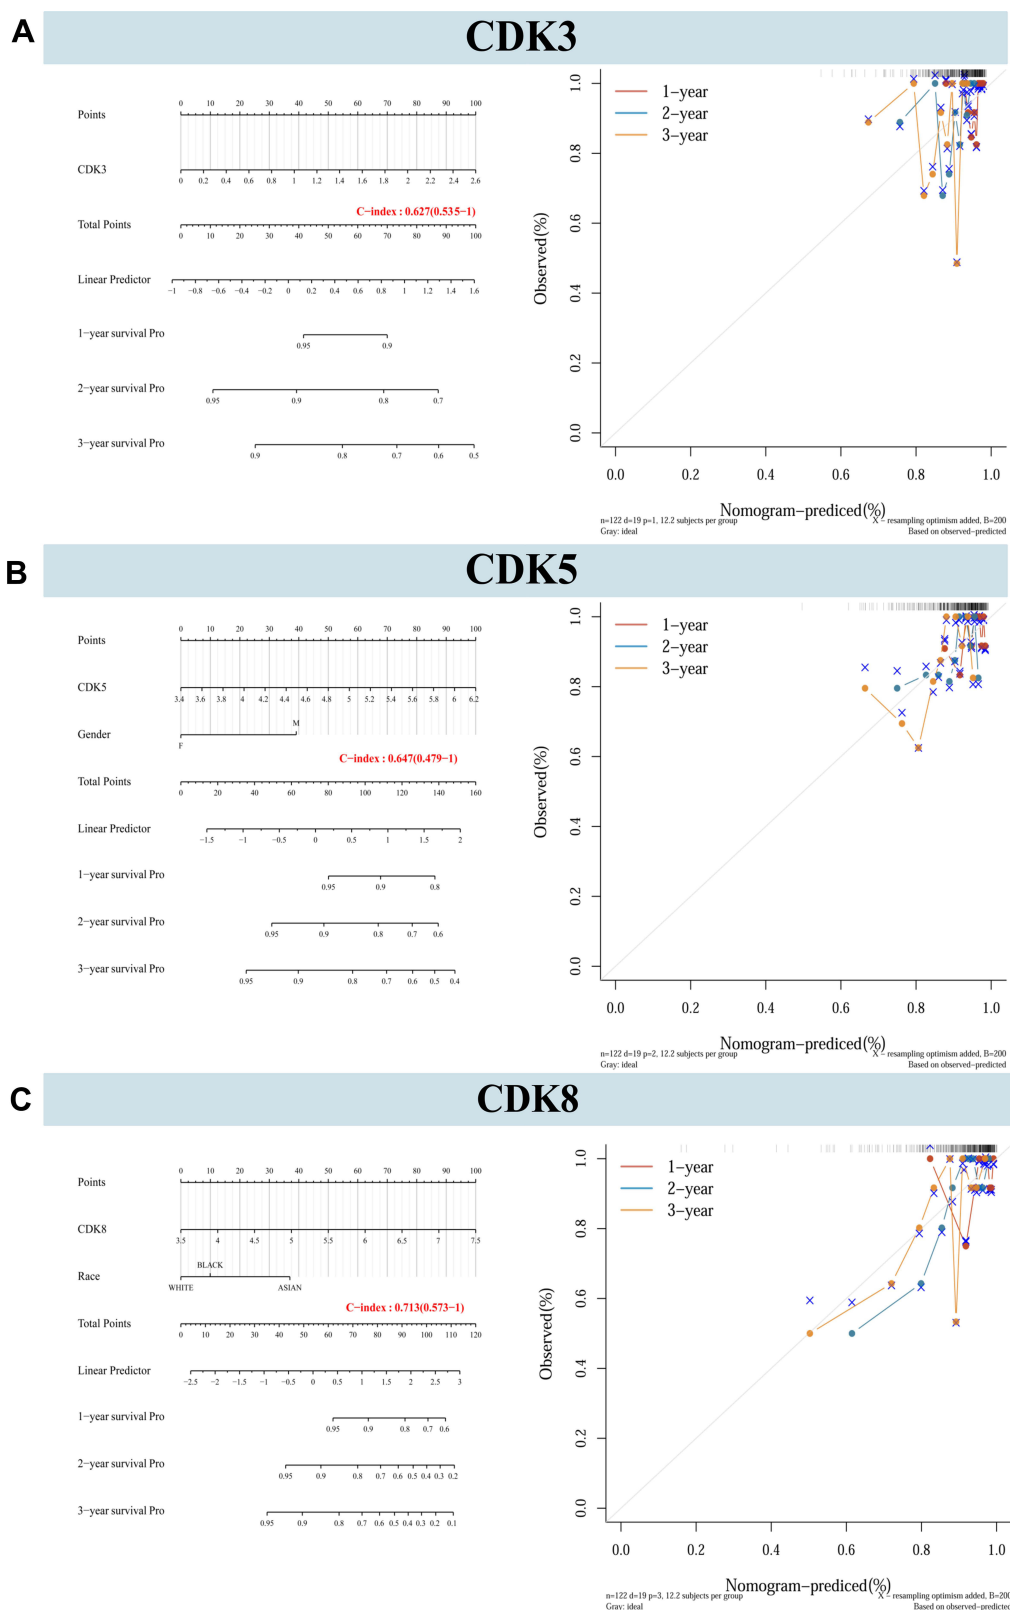 A
CDK3
Points
0 10 20 30 40 50 60 70 80 90 100
CDK3
0 0.2 0.4 0.6 0.8 1 1.2 1.4 1.6 1.8 2 2.2 2.4 2.6
C−index : 0.627(0.535−1)
Total Points
0 10 20 30 40 50 60 70 80 90 100
Linear Predictor
−1 −0.8 −0.6 −0.4 −0.2 0 0.2 0.4 0.6 0.8 1 1.2 1.4 1.6
1−year survival Pro
0.95 0.9
2−year survival Pro
0.95 0.9 0.8 0.7
3−year survival Pro
0.9 0.8 0.7 0.6 0.5
1−year
2−year
3−year
Observed(%)
0.0 0.2 0.4 0.6 0.8 1.0
0.0 0.2 0.4 0.6 0.8 1.0
Nomogram−prediced(%)
n=122 d=19 p=1, 12.2 subjects per group
Gray: ideal
X − resampling optimism added, B=200
Based on observed−predicted
B
CDK5
Points
0 10 20 30 40 50 60 70 80 90 100
CDK5
3.4 3.6 3.8 4 4.2 4.4 4.6 4.8 5 5.2 5.4 5.6 5.8 6 6.2
Gender
M
F
C−index : 0.647(0.479−1)
Total Points
0 20 40 60 80 100 120 140 160
Linear Predictor
−1.5 −1 −0.5 0 0.5 1 1.5 2
1−year survival Pro
0.95 0.9 0.8
2−year survival Pro
0.95 0.9 0.8 0.7 0.6
3−year survival Pro
0.95 0.9 0.8 0.7 0.6 0.5 0.4
1−year
2−year
3−year
Observed(%)
0.0 0.2 0.4 0.6 0.8 1.0
0.0 0.2 0.4 0.6 0.8 1.0
Nomogram−prediced(%)
n=122 d=19 p=2, 12.2 subjects per group
Gray: ideal
X − resampling optimism added, B=200
Based on observed−predicted
C
CDK8
Points
0 10 20 30 40 50 60 70 80 90 100
CDK8
3.5 4 4.5 5 5.5 6 6.5 7 7.5
BLACK
Race
WHITE ASIAN
C−index : 0.713(0.573−1)
Total Points
0 10 20 30 40 50 60 70 80 90 100 110 120
Linear Predictor
−2.5 −2 −1.5 −1 −0.5 0 0.5 1 1.5 2 2.5 3
1−year survival Pro
0.95 0.9 0.8 0.7 0.6
2−year survival Pro
0.95 0.9 0.8 0.7 0.6 0.5 0.4 0.3 0.2
3−year survival Pro
0.95 0.9 0.8 0.7 0.6 0.5 0.4 0.3 0.2 0.1
1−year
2−year
3−year
Observed(%)
0.0 0.2 0.4 0.6 0.8 1.0
0.0 0.2 0.4 0.6 0.8 1.0
Nomogram−prediced(%)
n=122 d=19 p=3, 12.2 subjects per group
Gray: ideal
X − resampling optimism added, B=200
Based on observed−predicted